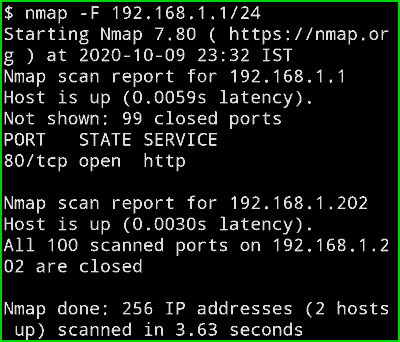 $ nmap -F 192.168.1.1/24
Starting Nmap 7.80 ( https://nmap.or
g ) at 2020-10-09 23:32 IST
Nmap scan report for 192.168.1.1
Host is up (0.0059s latency).
Not shown: 99 closed ports
PORT   STATE SERVICE
80/tcp open  http

Nmap scan report for 192.168.1.202
Host is up (0.0030s latency).
All 100 scanned ports on 192.168.1.2
02 are closed

Nmap done: 256 IP addresses (2 hosts
 up) scanned in 3.63 seconds